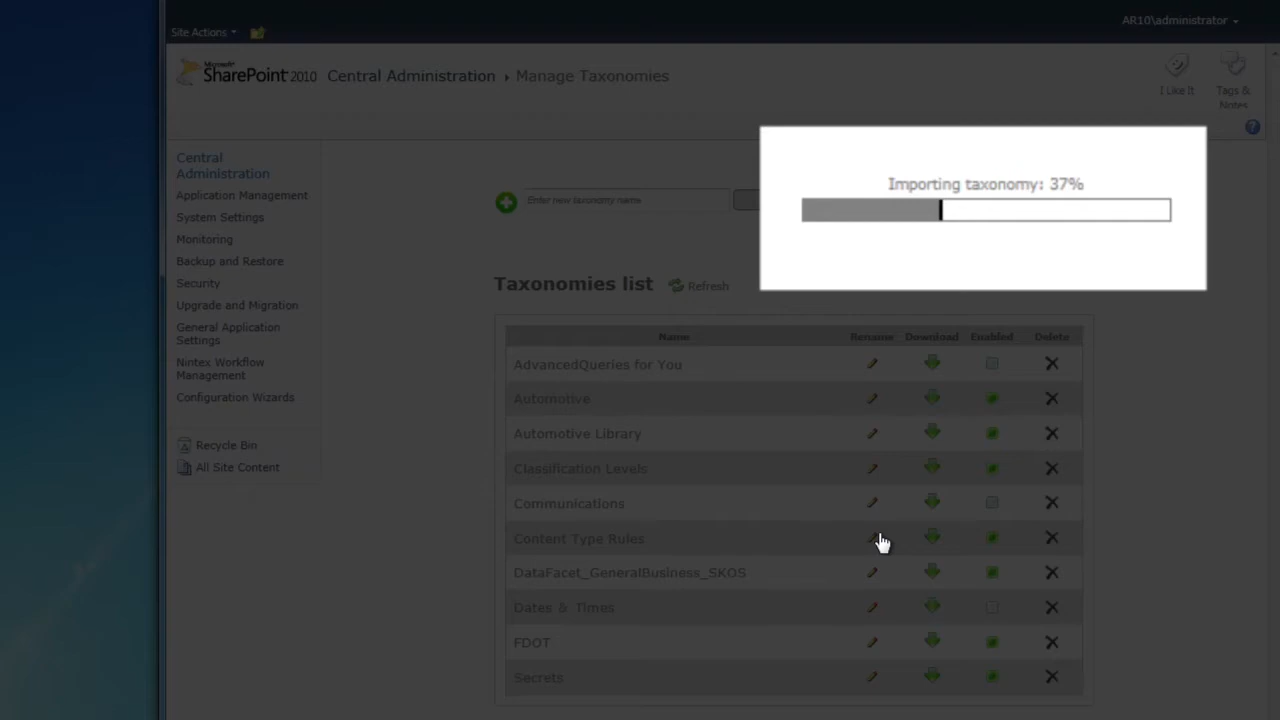 AR10\administrator
Site Actions
Microsoft
SharePoint 2010
Central Administration
Manage Taxonomies
I Like It
Tags &
Notes
Central
Administration
Application Management
System Settings
Monitoring
Backup and Restore
Security
Upgrade and Migration
General Application
Settings
Nintex Workflow
Management
Configuration Wizards
Recycle Bin
All Site Content
Enter new taxonomy name
Importing taxonomy: 37%
Taxonomies list
Refresh
Name Rename Download Enabled Delete
AdvancedQueries for You
Automotive
Automotive Library
Classification Levels
Communications
Content Type Rules
DataFacet_GeneralBusiness_SKOS
Dates & Times
FDOT
Secrets